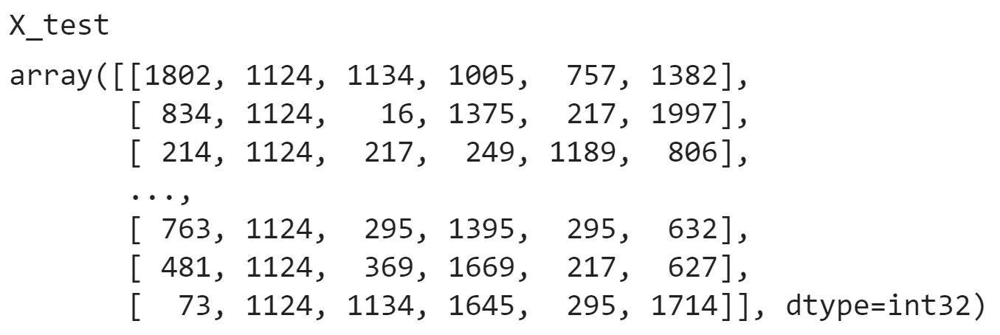 X_test
array([[1802, 1124, 1134, 1005,  757, 1382],
       [ 834, 1124,   16, 1375,  217, 1997],
       [ 214, 1124,  217,  249, 1189,  806],
       ...,
       [ 763, 1124,  295, 1395,  295,  632],
       [ 481, 1124,  369, 1669,  217,  627],
       [  73, 1124, 1134, 1645,  295, 1714]], dtype=int32)